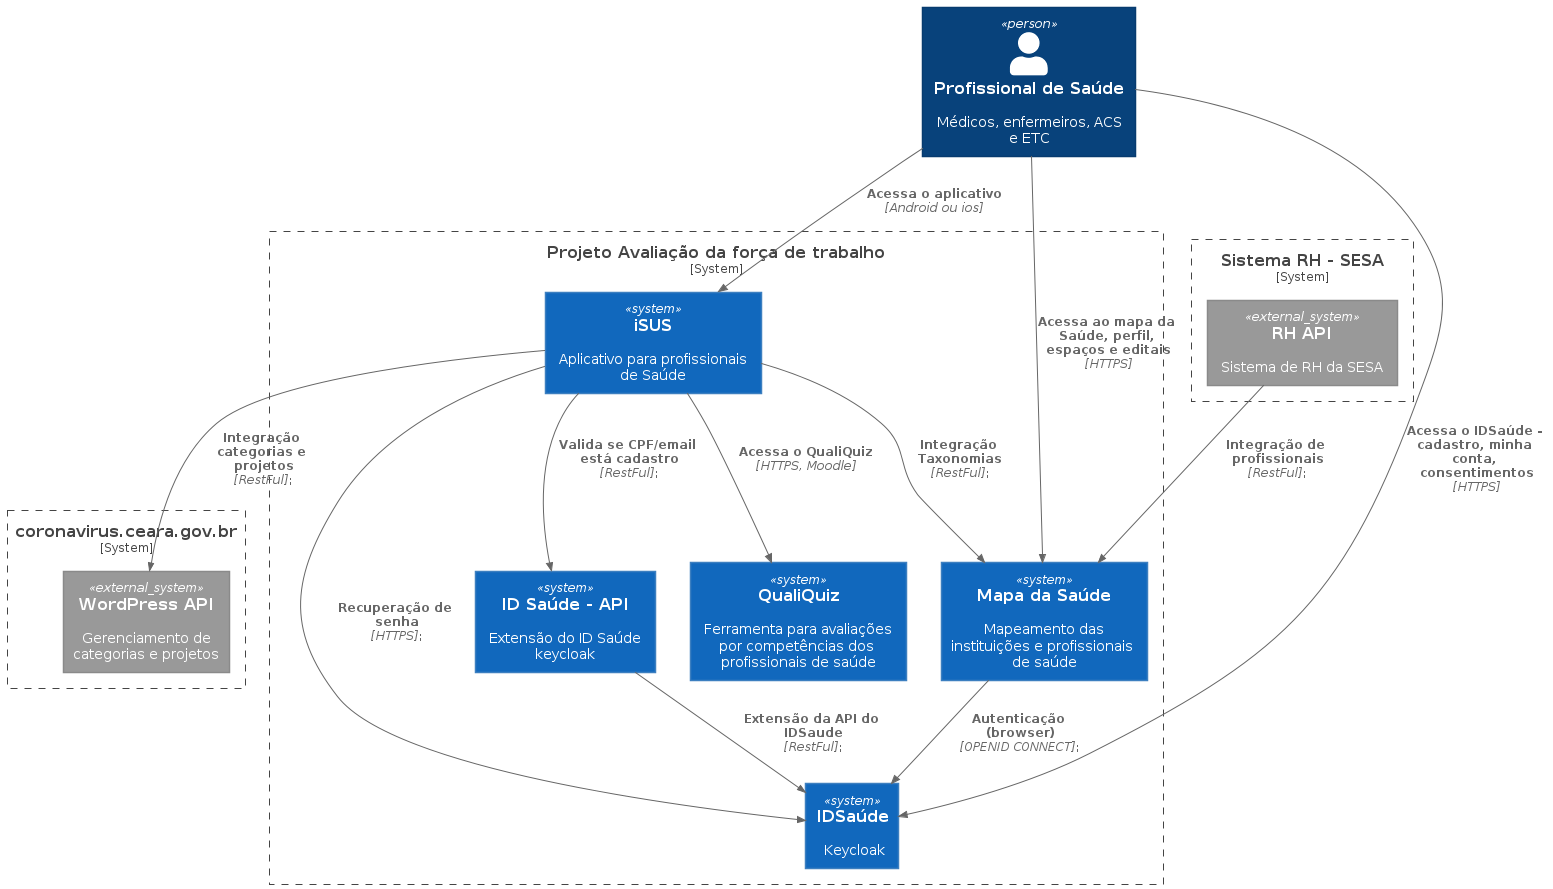 «person»
Profissional de Saúde
Médicos, enfermeiros, ACS
e ETC
Acessa o aplicativo
[Android ou ios]
Projeto Avaliação da força de trabalho
[System]
Sistema RH - SESA
[System]
«system»
iSUS
Aplicativo para profissionais
de Saúde
«external_system»
RH API
Sistema de RH da SESA
Acessa ao mapa da
Saúde, perfil,
espaços e editais
[HTTPS]
Integração
categorias e
projetos
[RestFul];
Valida se CPF/email
está cadastro
[RestFul];
Acessa o QualiQuiz
[HTTPS, Moodle]
Integração
Taxonomias
[RestFul];
Integração de
profissionais
[RestFul];
Acessa o IDSaúde -
cadastro, minha
conta,
consentimentos
[HTTPS]
coronavirus.ceara.gov.br
[System]
«external_system»
WordPress API
Gerenciamento de
categorias e projetos
Recuperação de
senha
[HTTPS];
«system»
ID Saúde - API
Extensão do ID Saúde
keycloak
«system»
QualiQuiz
Ferramenta para avaliações
por competências dos
profissionais de saúde
«system»
Mapa da Saúde
Mapeamento das
instituições e profissionais
de saúde
Extensão da API do
IDSaude
[RestFul];
Autenticação
(browser)
[OPENID CONNECT];
«system»
IDSaúde
Keycloak